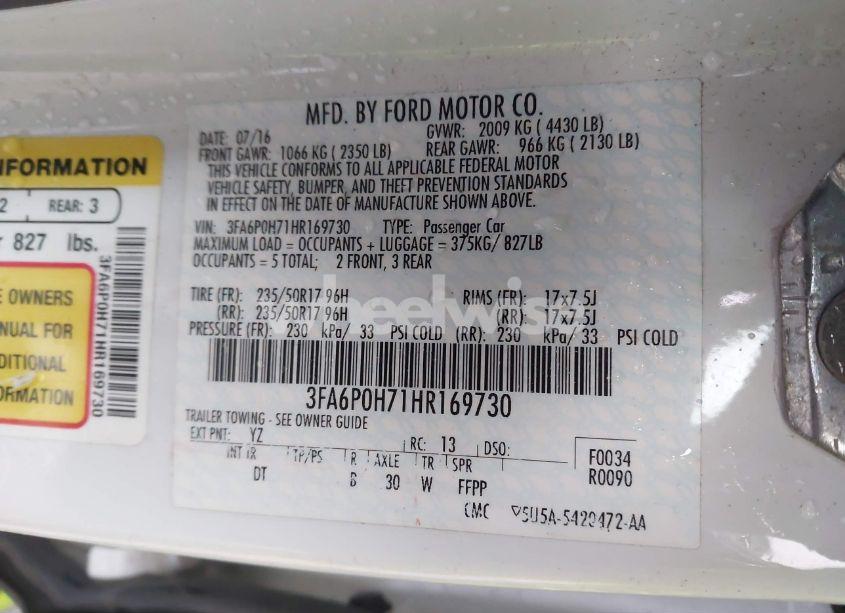 MFD. BY FORD MOTOR CO.
DATE: 07/16 GVWR: 2009 KG ( 4430 LB)
FRONT GAWR: 1066 KG ( 2350 LB) REAR GAWR: 966 KG ( 2130 LB)
THIS VEHICLE CONFORMS TO ALL APPLICABLE FEDERAL MOTOR
VEHICLE SAFETY, BUMPER, AND THEFT PREVENTION STANDARDS
IN EFFECT ON THE DATE OF MANUFACTURE SHOWN ABOVE.
VIN: 3FA6P0H71HR169730 TYPE: Passenger Car
MAXIMUM LOAD = OCCUPANTS + LUGGAGE = 375KG/ 827LB
OCCUPANTS = 5 TOTAL; 2 FRONT, 3 REAR
TIRE (FR): 235/50R17 96H RIMS (FR): 17x7.5J
(RR): 235/50R17 96H (RR): 17x7.5J
PRESSURE (FR): 230 kPa/ 33 PSI COLD (RR): 230 kPa/ 33 PSI COLD
3FA6P0H71HR169730
TRAILER TOWING - SEE OWNER GUIDE
EXT PNT: YZ RC: 13 DSO: F0034
INT TR TP/PS R AXLE TR SPR R0090
DT B 30 W FFPP
CMC 5U5A-5420472-AA
INFORMATION
2 REAR: 3
827 lbs.
OWNERS
FOR
3FA6P0H71HR169730
wheelwis